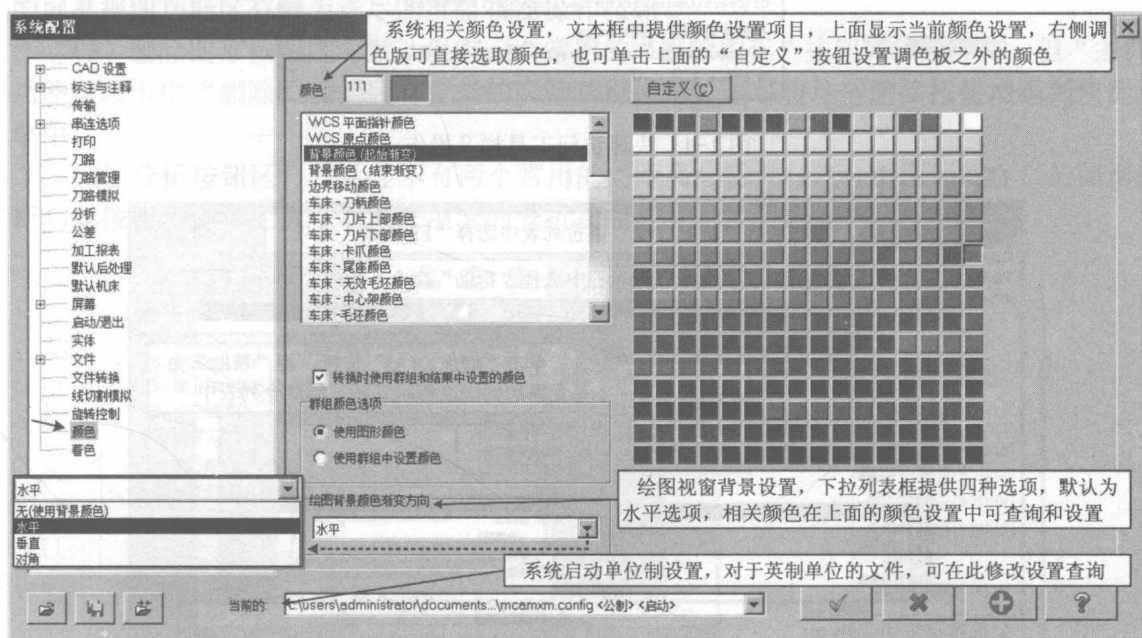 系统配置
系统相关颜色设置，文本框中提供颜色设置项目，上面显示当前颜色设置，右侧调
色版可直接选取颜色，也可单击上面的“自定义”按钮设置调色板之外的颜色
CAD 设置
标注与注释
传输
串连选项
打印
刀路
刀路管理
刀路模拟
分析
公差
加工报表
默认后处理
默认机床
屏幕
启动/退出
实体
文件
文件转换
线切割模拟
旋转控制
颜色
着色
颜色: 111
自定义(C)
WCS 平面指针颜色
WCS 原点颜色
背景颜色 (起始渐变)
背景颜色 (结束渐变)
边界移动颜色
车床 - 刀柄颜色
车床 - 刀片上部颜色
车床 - 刀片下部颜色
车床 - 卡爪颜色
车床 - 尾座颜色
车床 - 无效毛坯颜色
车床 - 中心架颜色
车床 - 毛坯颜色
转换时使用群组和结果中设置的颜色
群组颜色选项
使用图形颜色
使用群组中设置颜色
绘图背景颜色渐变方向
水平
水平
无(使用背景颜色)
水平
垂直
对角
绘图视窗背景设置，下拉列表框提供四种选项，默认为
水平选项，相关颜色在上面的颜色设置中可查询和设置
系统启动单位制设置，对于英制单位的文件，可在此修改设置查询
当前的: C:\users\administrator\documents...\mcamxm.config <公制> <启动>